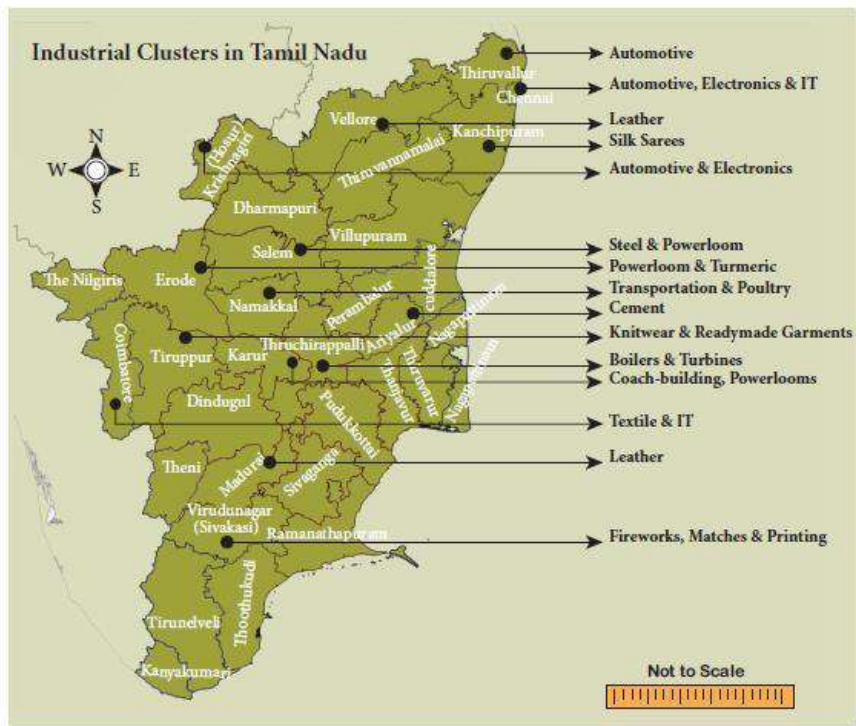 Industrial Clusters in Tamil Nadu
N
W
E
S
Thiruvallur
Chennai
Vellore
Kanchipuram
(Hosur)
Krishnagiri
Thiruvannamalai
Dharmapuri
Villupuram
Salem
The Nilgiris
Erode
cuddalore
Namakkal
Perambalur
Ariyalur
Nagapattinam
Coimbatore
Tiruppur
Karur
Thruchirappalli
Thanjavur
Thiruvarur
Nagapattinam
Dindugul
Pudukkottai
Theni
Madurai
Sivaganga
Virudunagar
(Sivakasi)
Ramanathapuram
Tirunelveli
Thoothukudi
Kanyakumari
Automotive
Automotive, Electronics & IT
Leather
Silk Sarees
Automotive & Electronics
Steel & Powerloom
Powerloom & Turmeric
Transportation & Poultry
Cement
Knitwear & Readymade Garments
Boilers & Turbines
Coach-building, Powerlooms
Textile & IT
Leather
Fireworks, Matches & Printing
Not to Scale